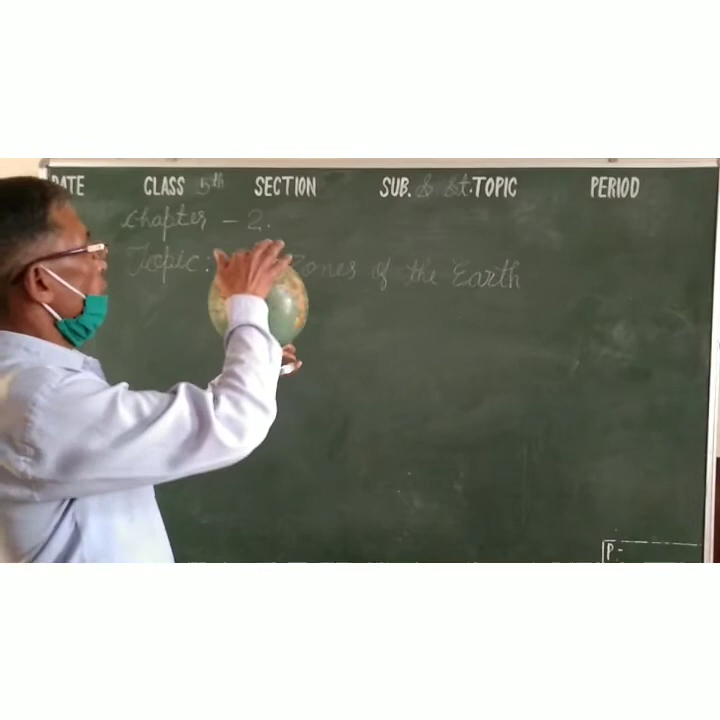 DATE CLASS 5th SECTION SUB. S St. TOPIC PERIOD
Chapter - 2.
Topic: Zones of the Earth
P -